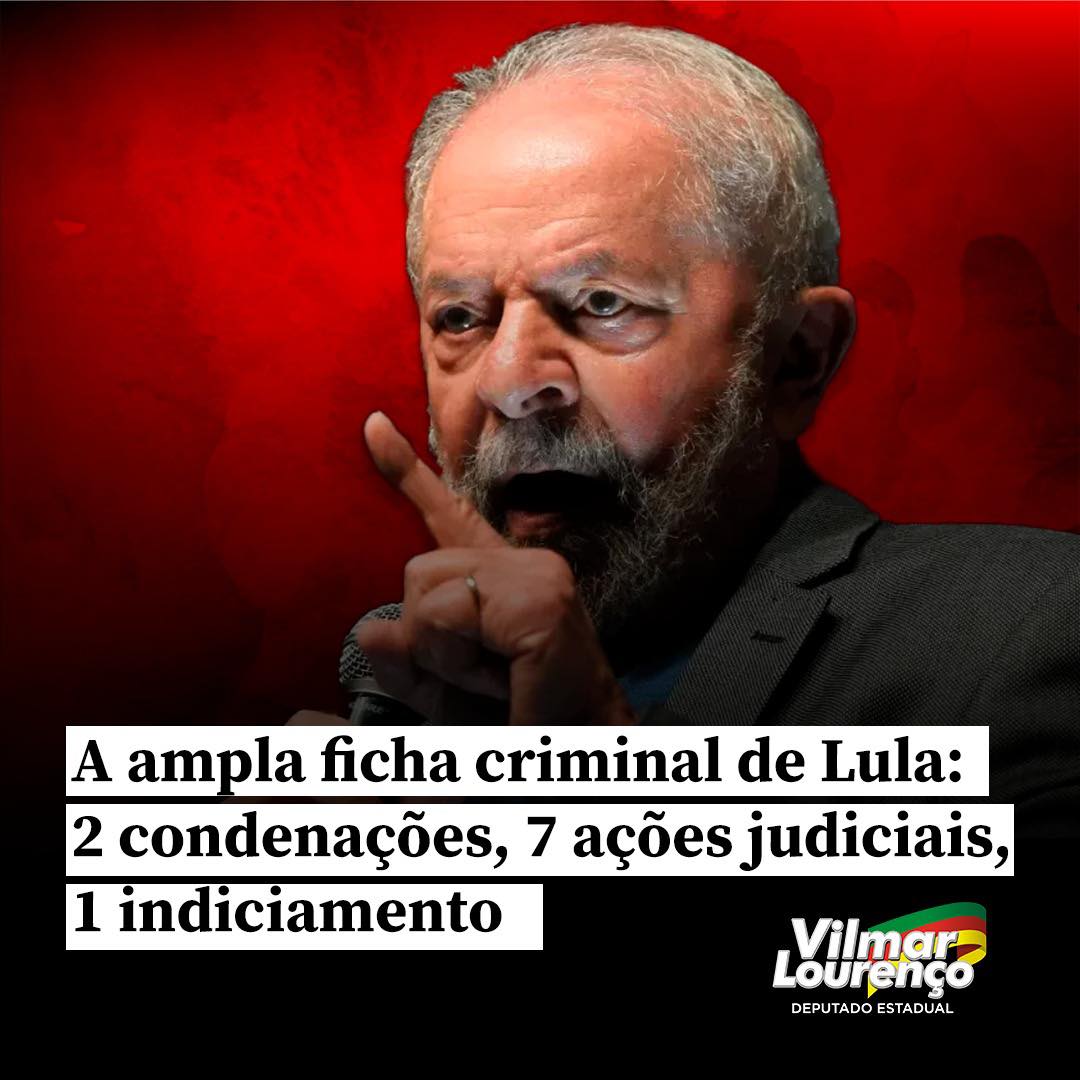 A ampla ficha criminal de Lula:
2 condenações, 7 ações judiciais,
1 indiciamento
Vilmar
Lourenço
DEPUTADO ESTADUAL